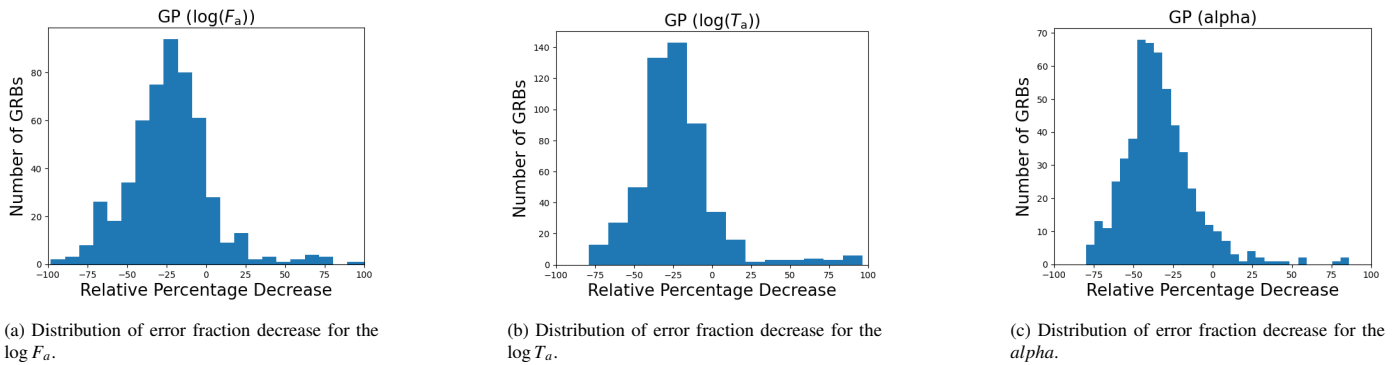 GP (log(Fₐ))
Number of GRBs
80
60
40
20
0
−100 −75 −50 −25 0 25 50 75 100
Relative Percentage Decrease
(a) Distribution of error fraction decrease for the
log Fₐ.
GP (log(Tₐ))
Number of GRBs
140
120
100
80
60
40
20
0
−100 −75 −50 −25 0 25 50 75 100
Relative Percentage Decrease
(b) Distribution of error fraction decrease for the
log Tₐ.
GP (alpha)
Number of GRBs
70
60
50
40
30
20
10
0
−100 −75 −50 −25 0 25 50 75 100
Relative Percentage Decrease
(c) Distribution of error fraction decrease for the
alpha.